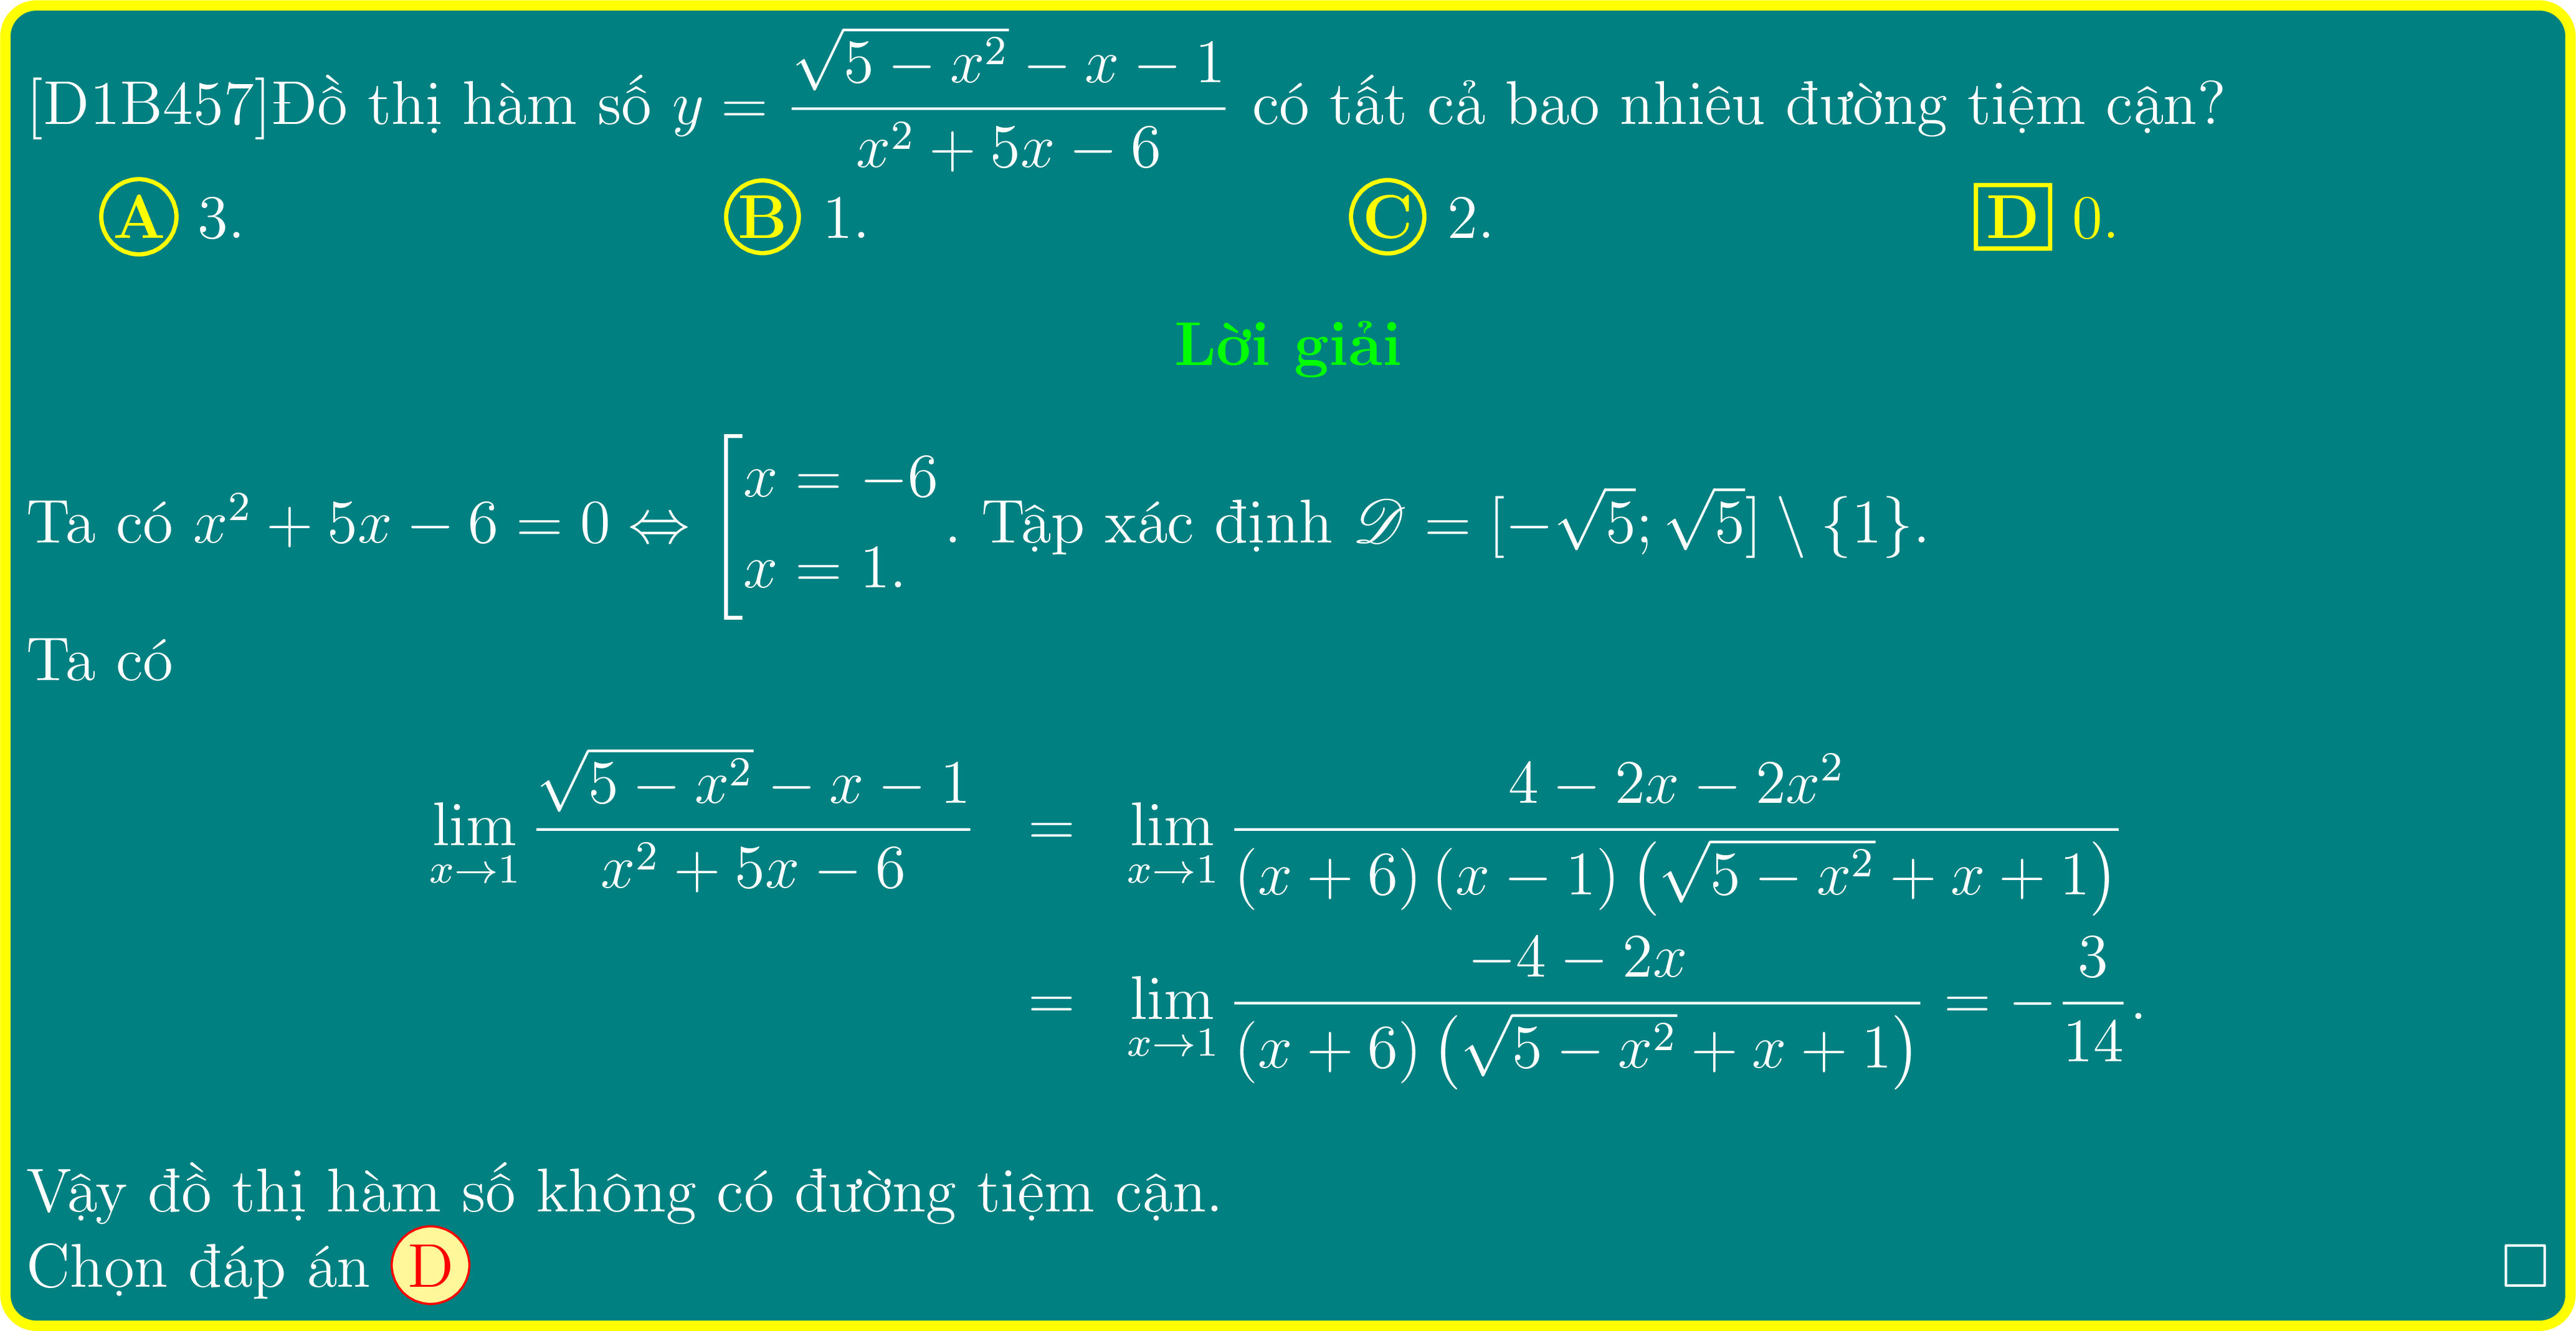 [D1B457]Đồ thị hàm số $y = \dfrac{\sqrt{5-x^2}-x-1}{x^2+5x-6}$ có tất cả bao nhiêu đường tiệm cận?
A 3. B 1. C 2. D 0.
Lời giải
Ta có $x^2+5x-6=0 \Leftrightarrow \left[\begin{array}{l} x=-6 \\ x=1. \end{array}\right.$. Tập xác định $\mathscr{D} = [-\sqrt{5};\sqrt{5}] \setminus \{1\}$.
Ta có
$\lim\limits_{x\to 1} \dfrac{\sqrt{5-x^2}-x-1}{x^2+5x-6} = \lim\limits_{x\to 1} \dfrac{4-2x-2x^2}{(x+6)(x-1)\left(\sqrt{5-x^2}+x+1\right)}$
$= \lim\limits_{x\to 1} \dfrac{-4-2x}{(x+6)\left(\sqrt{5-x^2}+x+1\right)} = -\dfrac{3}{14}.$
Vậy đồ thị hàm số không có đường tiệm cận.
Chọn đáp án D □